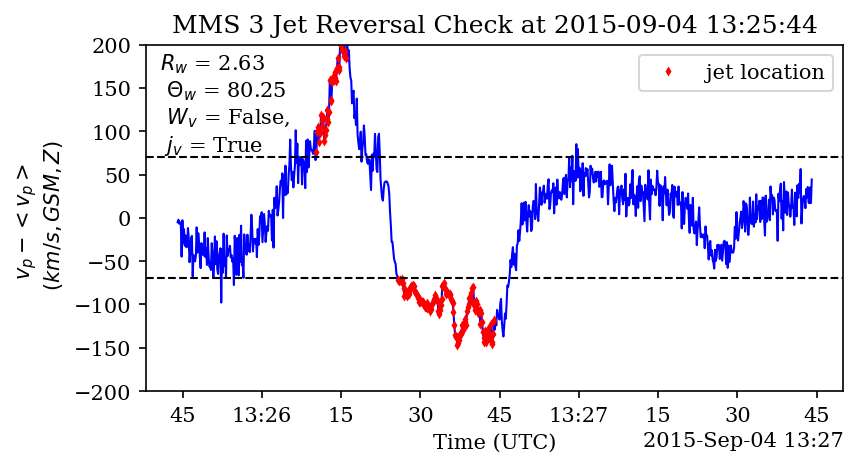 MMS 3 Jet Reversal Check at 2015-09-04 13:25:44
R_w = 2.63
Θ_w = 80.25
W_v = False,
j_v = True
jet location
v_p − < v_p >
(km/s, GSM, Z)
200
150
100
50
0
−50
−100
−150
−200
45 13:26 15 30 45 13:27 15 30 45
Time (UTC)
2015-Sep-04 13:27